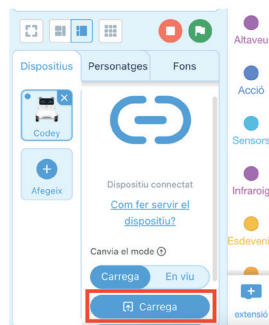 Altaveu
Dispositius Personatges Fons
Acció
Codey
Sensors
Afegeix
Dispositiu connectat
Infraroig
Com fer servir el
dispositiu?
Canvia el mode
Carrega En viu
Carrega
extensió